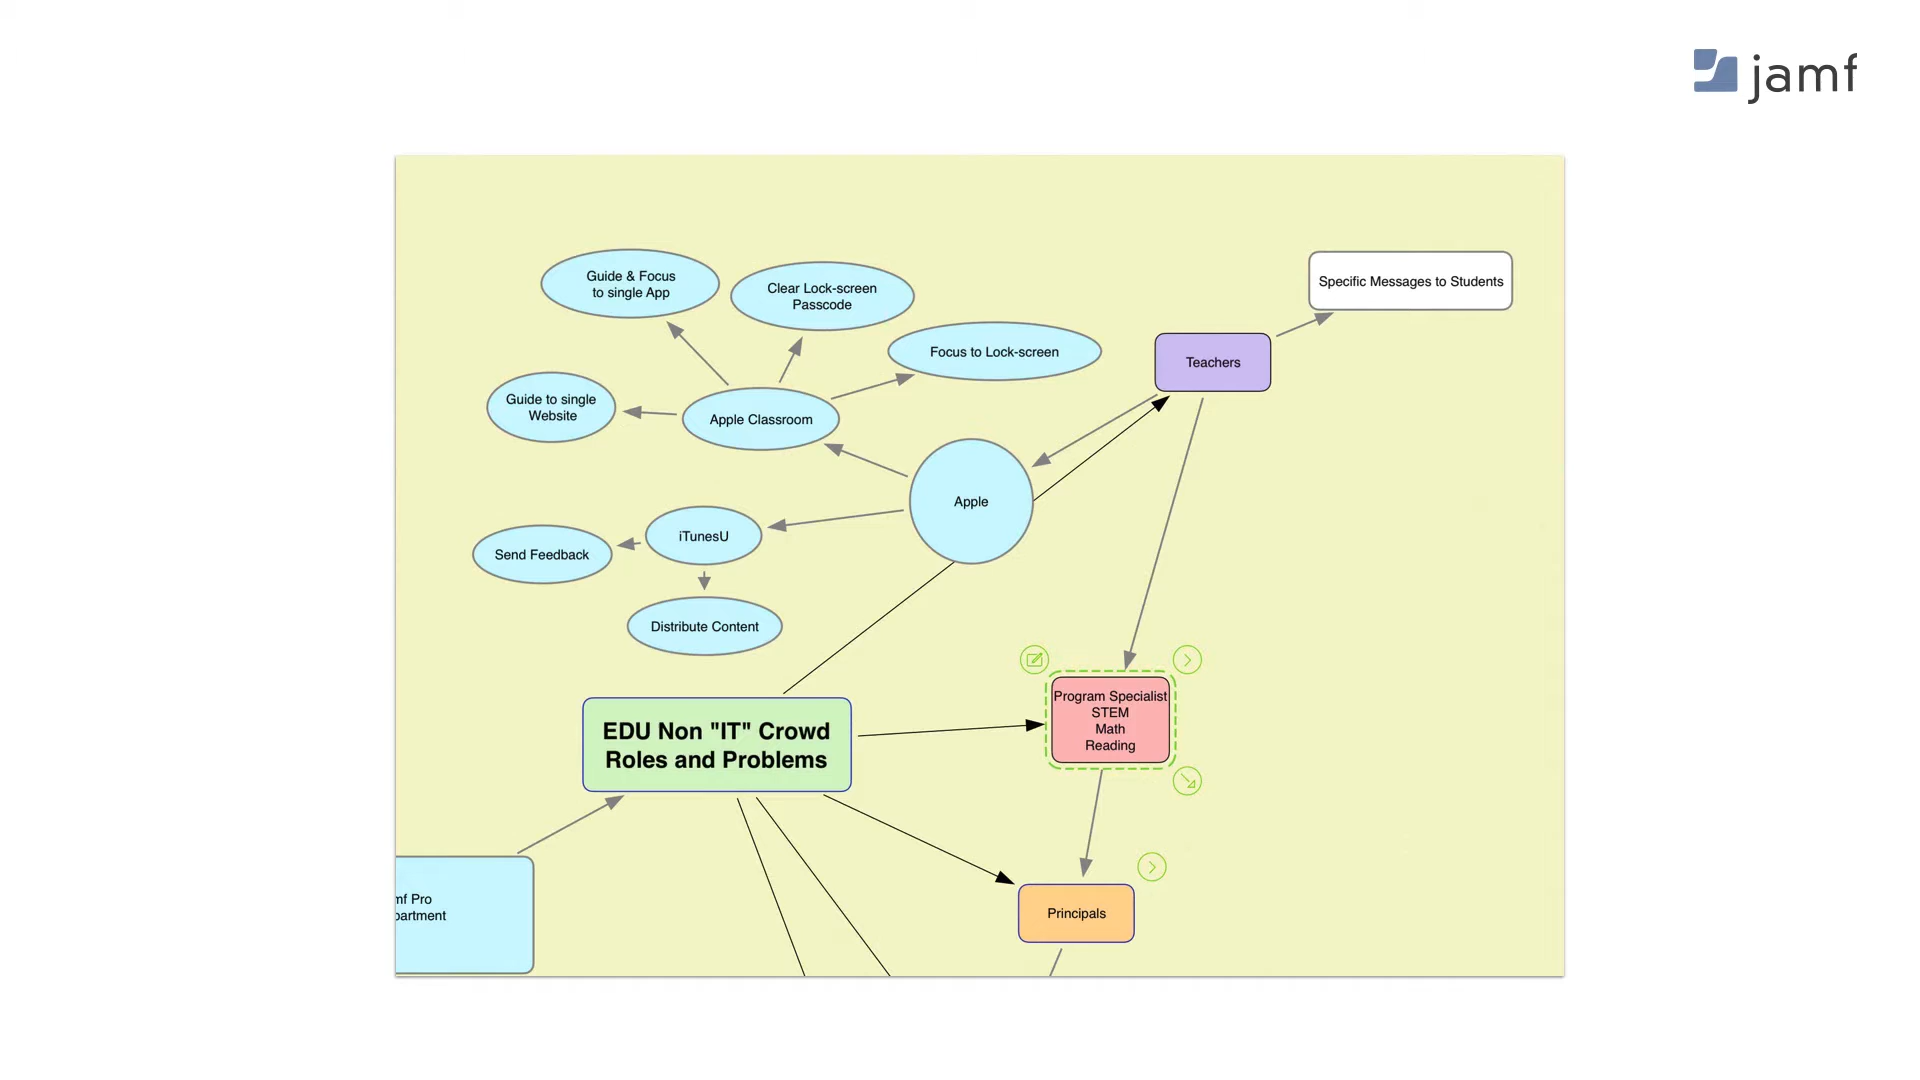 jamf
Guide & Focus
to single App
Clear Lock-screen
Passcode
Specific Messages to Students
Focus to Lock-screen
Teachers
Guide to single
Website
Apple Classroom
Apple
iTunesU
Send Feedback
Distribute Content
Program Specialist
STEM
Math
Reading
EDU Non "IT" Crowd
Roles and Problems
mf Pro
partment
Principals